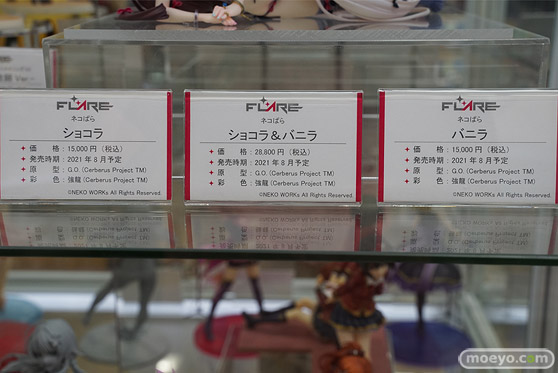 FLARE
ネコぱら
ショコラ
価 格：15,000円（税込）
発売時期：2021年8月予定
原 型：Q.O.（Cerberus Project TM）
彩 色：強龍（Cerberus Project TM）
©NEKO WORKs All Rights Reserved.
FLARE
ネコぱら
ショコラ＆バニラ
価 格：28,800円（税込）
発売時期：2021年8月予定
原 型：Q.O.（Cerberus Project TM）
彩 色：強龍（Cerberus Project TM）
©NEKO WORKs All Rights Reserved.
FLARE
ネコぱら
バニラ
価 格：15,000円（税込）
発売時期：2021年8月予定
原 型：Q.O.（Cerberus Project TM）
彩 色：強龍（Cerberus Project TM）
©NEKO WORKs All Rights Reserved.
moeyo.com